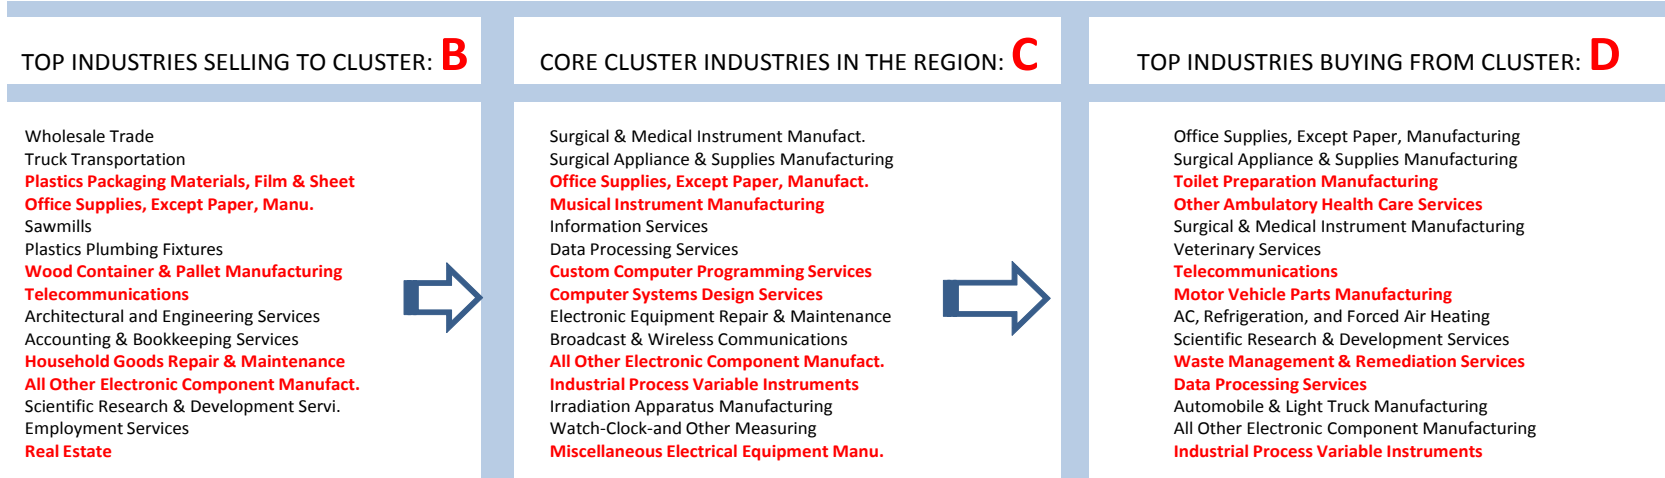 TOP INDUSTRIES SELLING TO CLUSTER: B
Wholesale Trade
Truck Transportation
Plastics Packaging Materials, Film & Sheet
Office Supplies, Except Paper, Manu.
Sawmills
Plastics Plumbing Fixtures
Wood Container & Pallet Manufacturing
Telecommunications
Architectural and Engineering Services
Accounting & Bookkeeping Services
Household Goods Repair & Maintenance
All Other Electronic Component Manufact.
Scientific Research & Development Servi.
Employment Services
Real Estate
CORE CLUSTER INDUSTRIES IN THE REGION: C
Surgical & Medical Instrument Manufact.
Surgical Appliance & Supplies Manufacturing
Office Supplies, Except Paper, Manufact.
Musical Instrument Manufacturing
Information Services
Data Processing Services
Custom Computer Programming Services
Computer Systems Design Services
Electronic Equipment Repair & Maintenance
Broadcast & Wireless Communications
All Other Electronic Component Manufact.
Industrial Process Variable Instruments
Irradiation Apparatus Manufacturing
Watch-Clock-and Other Measuring
Miscellaneous Electrical Equipment Manu.
TOP INDUSTRIES BUYING FROM CLUSTER: D
Office Supplies, Except Paper, Manufacturing
Surgical Appliance & Supplies Manufacturing
Toilet Preparation Manufacturing
Other Ambulatory Health Care Services
Surgical & Medical Instrument Manufacturing
Veterinary Services
Telecommunications
Motor Vehicle Parts Manufacturing
AC, Refrigeration, and Forced Air Heating
Scientific Research & Development Services
Waste Management & Remediation Services
Data Processing Services
Automobile & Light Truck Manufacturing
All Other Electronic Component Manufacturing
Industrial Process Variable Instruments